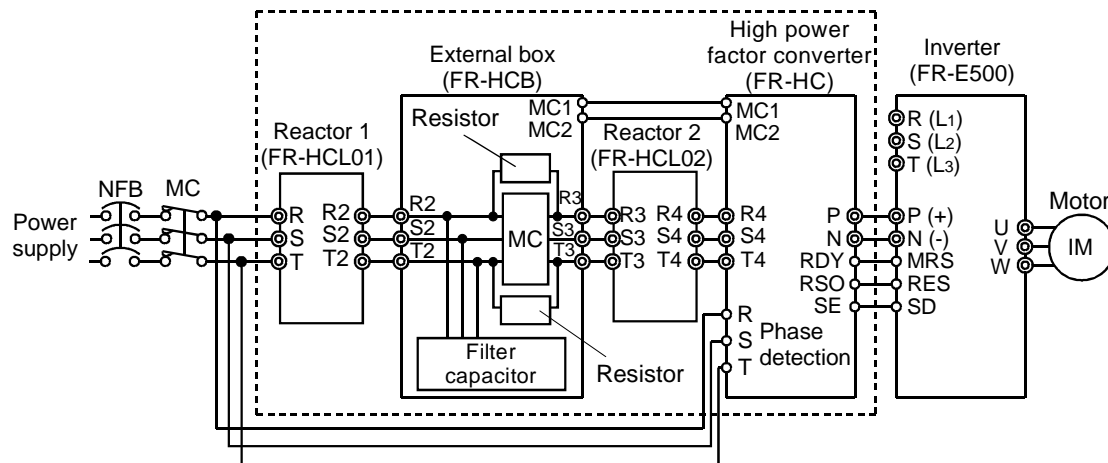 High power
factor converter
(FR-HC)
External box
(FR-HCB)
Inverter
(FR-E500)
MC1
MC2
MC1
MC2
Resistor
Reactor 1
(FR-HCL01)
Reactor 2
(FR-HCL02)
R (L1)
S (L2)
T (L3)
NFB
MC
Power
supply
R
S
T
R2
S2
T2
R2
S2
T2
MC
R3
S3
T3
R3
S3
T3
R4
S4
T4
R4
S4
T4
P
N
RDY
RSO
SE
P (+)
N (-)
MRS
RES
SD
U
V
W
Motor
IM
R
S
T
Phase
detection
Filter
capacitor
Resistor